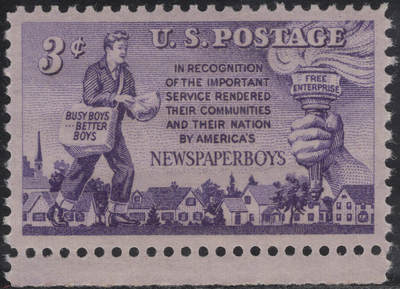 3¢ U. S. POSTAGE
IN RECOGNITION
OF THE IMPORTANT
SERVICE RENDERED
THEIR COMMUNITIES
AND THEIR NATION
BY AMERICA'S
NEWSPAPERBOYS
BUSY BOYS
...BETTER
BOYS
FREE
ENTERPRISE